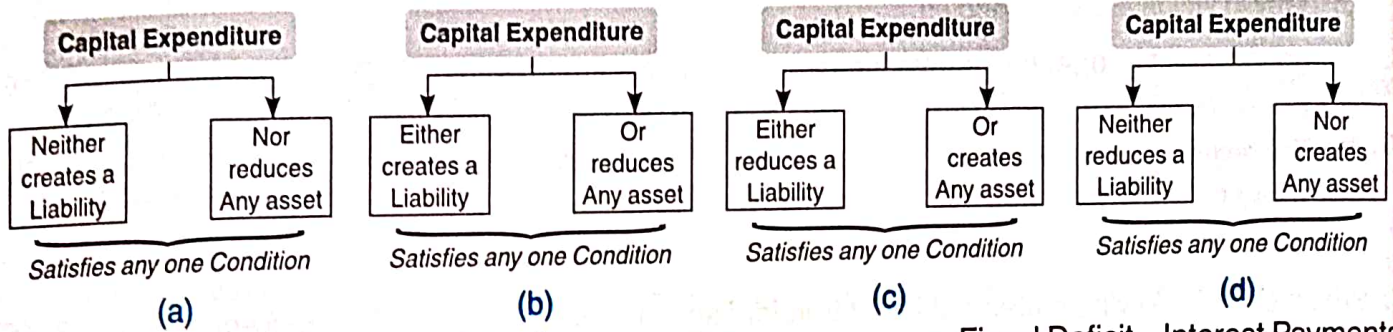 Capital Expenditure
Neither
creates a
Liability
Nor
reduces
Any asset
Satisfies any one Condition
(a)
Capital Expenditure
Either
creates a
Liability
Or
reduces
Any asset
Satisfies any one Condition
(b)
Capital Expenditure
Either
reduces a
Liability
Or
creates
Any asset
Satisfies any one Condition
(c)
Capital Expenditure
Neither
reduces a
Liability
Nor
creates
Any asset
Satisfies any one Condition
(d)
Deficit Interest Payments